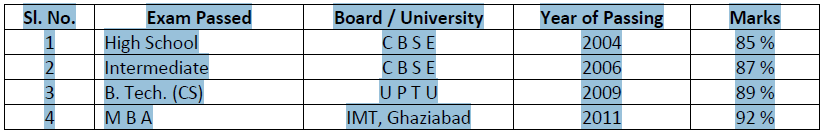 Sl. No. Exam Passed Board / University Year of Passing Marks
1 High School C B S E 2004 85 %
2 Intermediate C B S E 2006 87 %
3 B. Tech. (CS) U P T U 2009 89 %
4 M B A IMT, Ghaziabad 2011 92 %